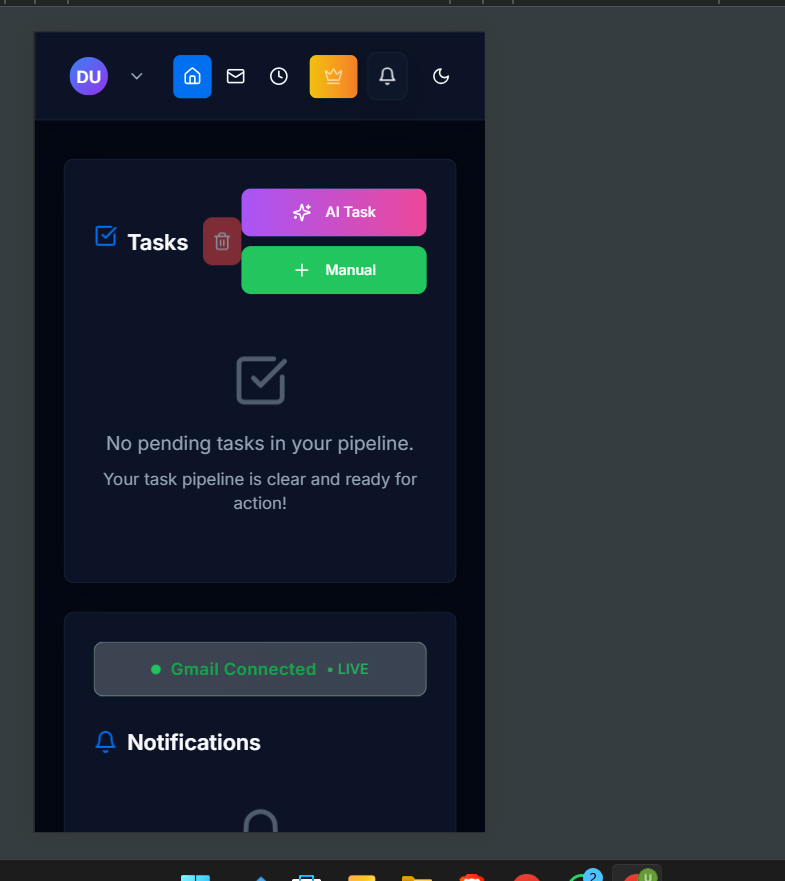 DU
AI Task
Tasks
Manual
No pending tasks in your pipeline.
Your task pipeline is clear and ready for
action!
Gmail Connected • LIVE
Notifications
2
U